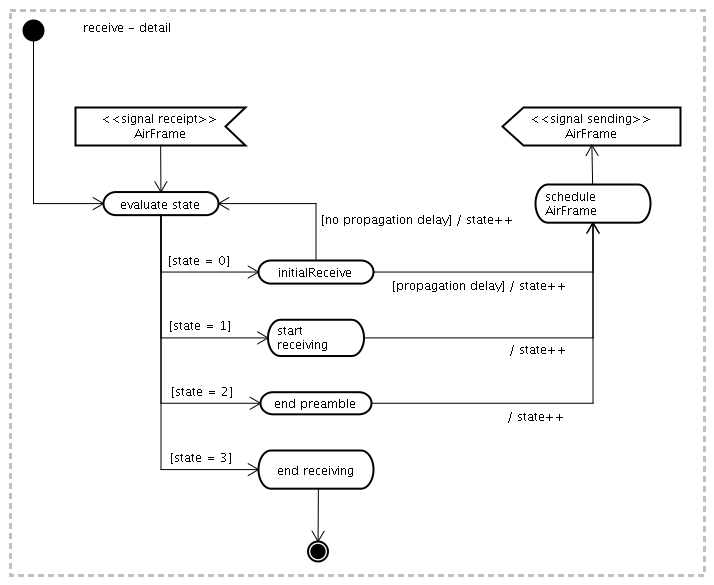 receive - detail
<<signal receipt>>
AirFrame
<<signal sending>>
AirFrame
evaluate state
schedule
AirFrame
[no propagation delay] / state++
[state = 0]
initialReceive
[propagation delay] / state++
[state = 1]
start
receiving
/ state++
[state = 2]
end preamble
/ state++
[state = 3]
end receiving